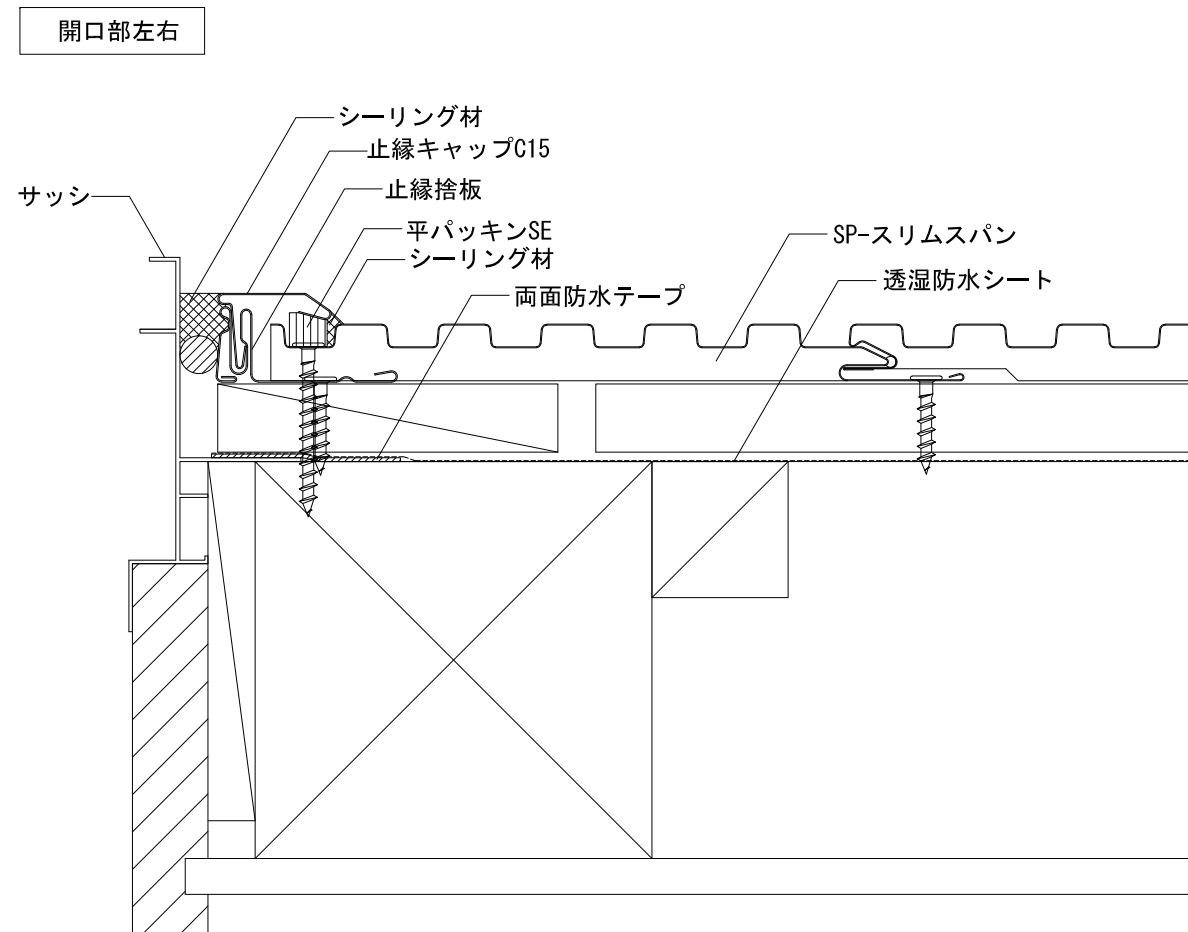 開口部左右
シーリング材
止縁キャップC15
止縁捨板
サッシ
平パッキンSE
シーリング材
SP-スリムスパン
透湿防水シート
両面防水テープ